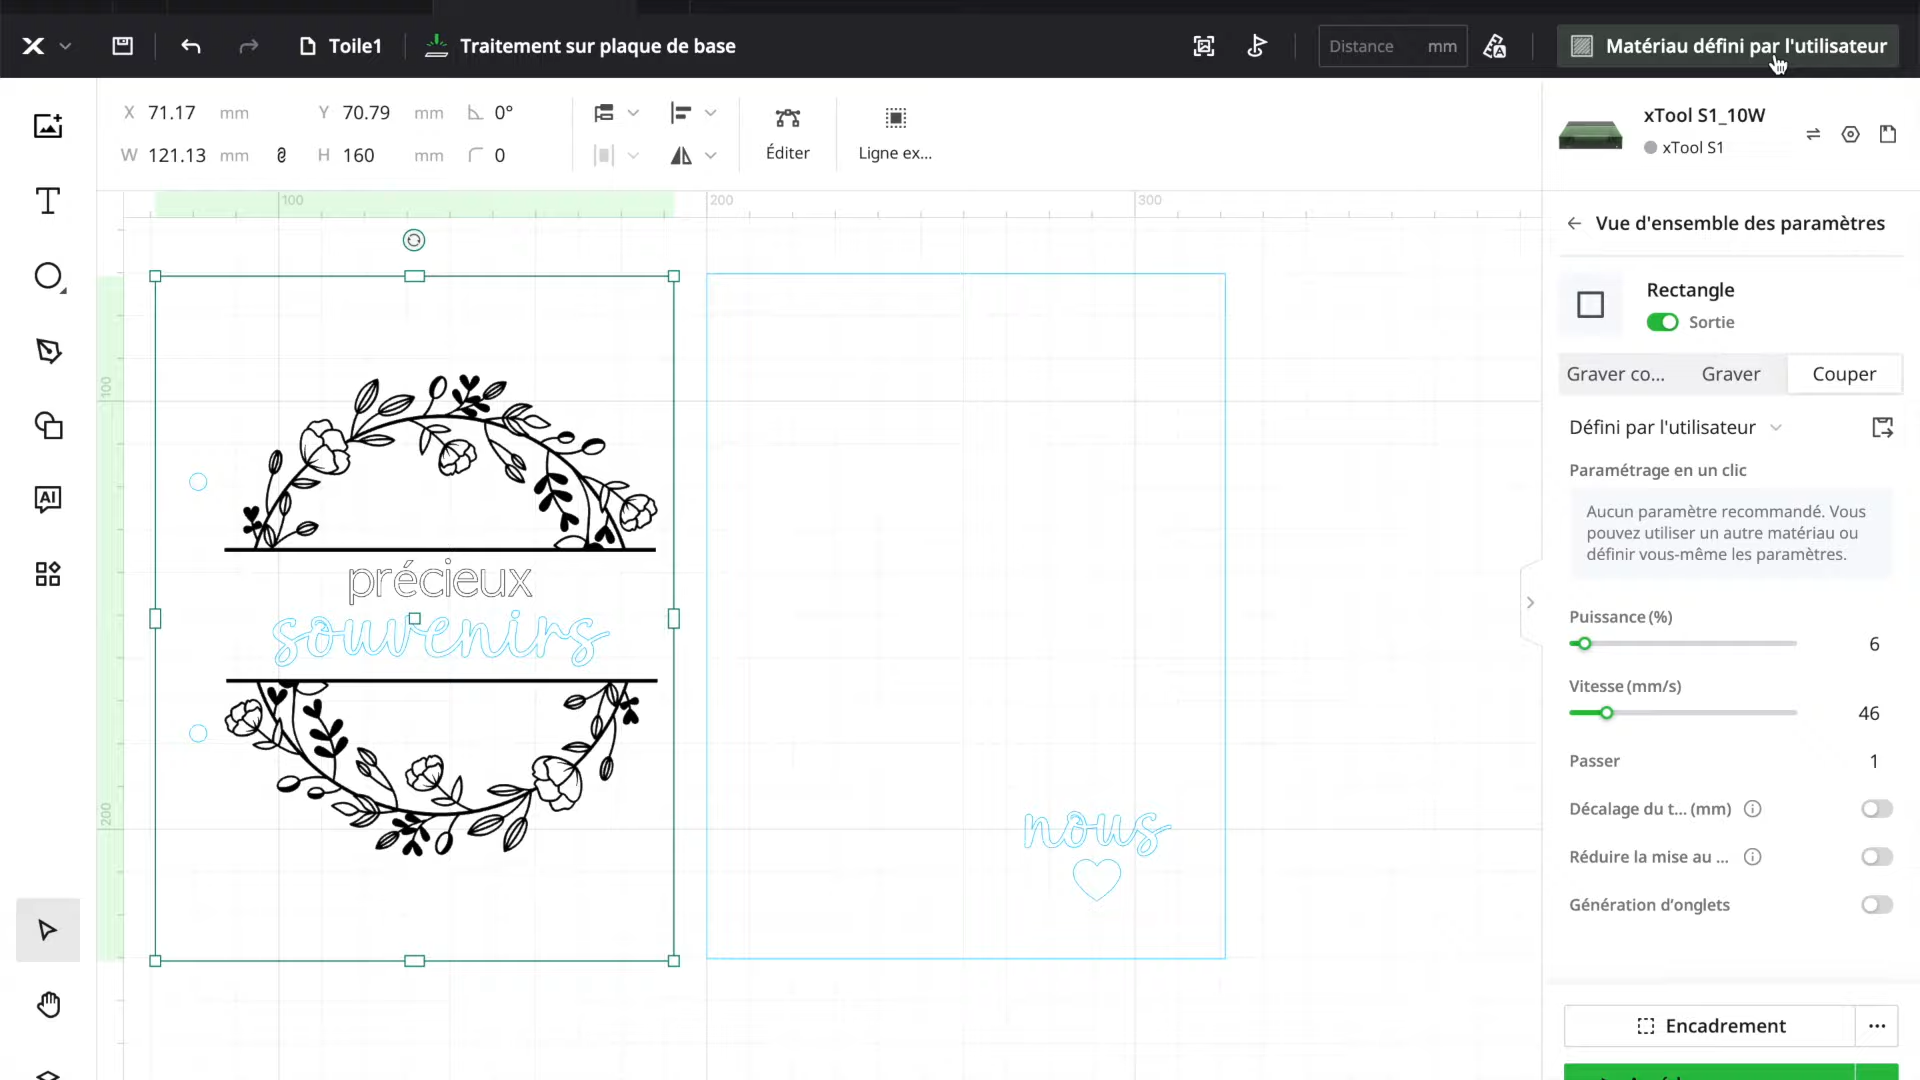 Toile1
Traitement sur plaque de base
Distance mm
Matériau défini par l'utilisateur
X 71.17 mm Y 70.79 mm 0°
W 121.13 mm H 160 mm 0
Éditer
Ligne ex...
xTool S1_10W
xTool S1
100
200
300
100
200
précieux
souvenirs
nous
AI
Vue d'ensemble des paramètres
Rectangle
Sortie
Graver co... Graver Couper
Défini par l'utilisateur
Paramétrage en un clic
Aucun paramètre recommandé. Vous
pouvez utiliser un autre matériau ou
définir vous-même les paramètres.
Puissance (%)
6
Vitesse (mm/s)
46
Passer 1
Décalage du t... (mm)
Réduire la mise au ...
Génération d’onglets
Encadrement